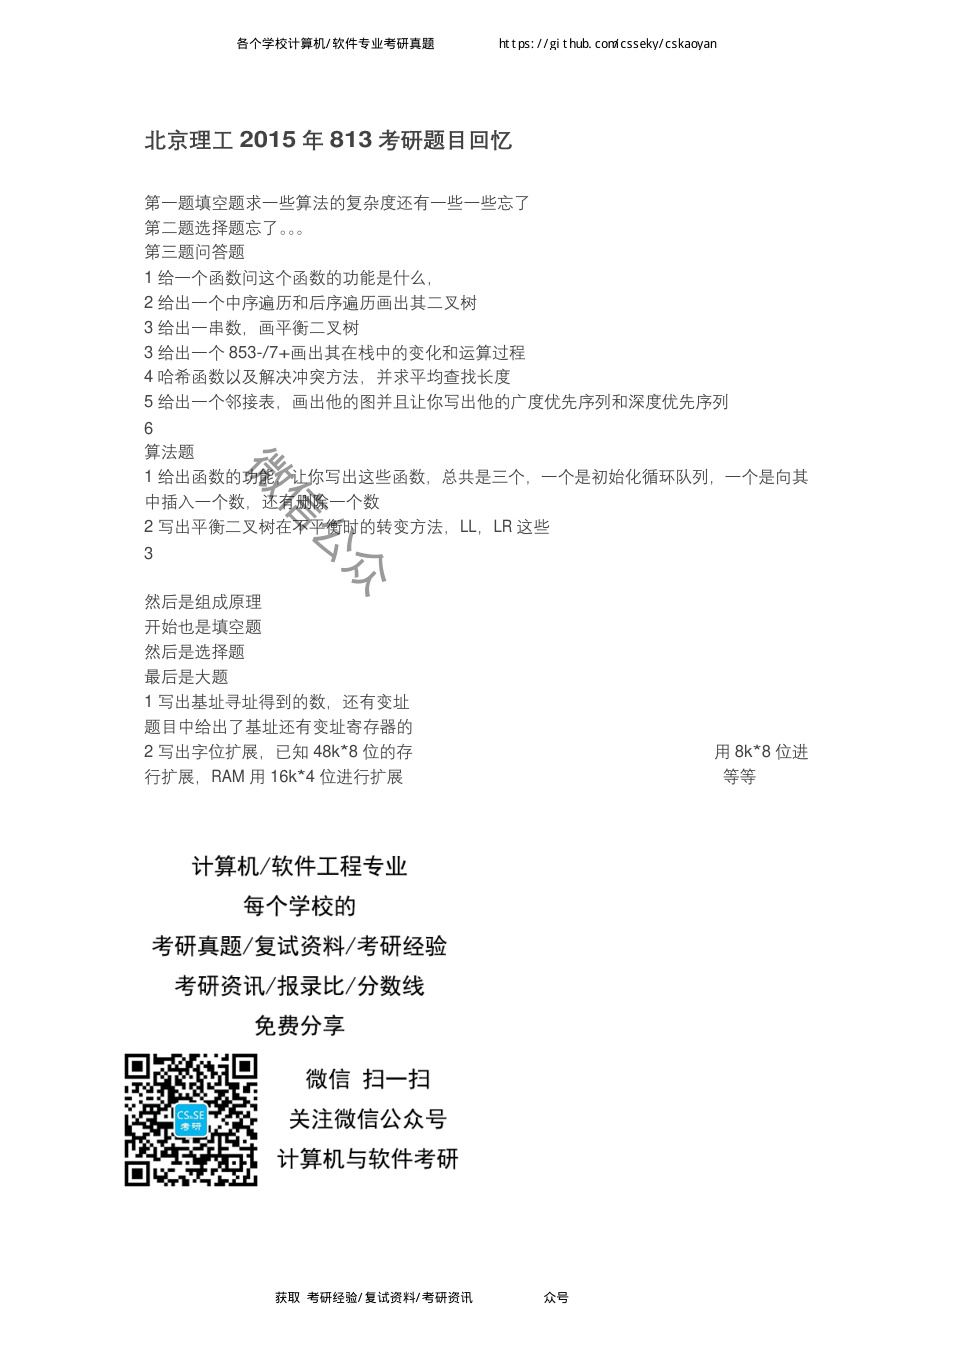 各个学校计算机/软件专业考研真题 https://github.com/csseky/cskaoyan
北京理工 2015 年 813 考研题目回忆
第一题填空题求一些算法的复杂度还有一些一些忘了
第二题选择题忘了。。。
第三题问答题
1 给一个函数问这个函数的功能是什么，
2 给出一个中序遍历和后序遍历画出其二叉树
3 给出一串数，画平衡二叉树
3 给出一个 853-/7+画出其在栈中的变化和运算过程
4 哈希函数以及解决冲突方法，并求平均查找长度
5 给出一个邻接表，画出他的图并且让你写出他的广度优先序列和深度优先序列
6
算法题
1 给出函数的功能，让你写出这些函数，总共是三个，一个是初始化循环队列，一个是向其
中插入一个数，还有删除一个数
2 写出平衡二叉树在不平衡时的转变方法，LL，LR 这些
3
微信公众
然后是组成原理
开始也是填空题
然后是选择题
最后是大题
1 写出基址寻址得到的数，还有变址
题目中给出了基址还有变址寄存器的
2 写出字位扩展，已知 48k*8 位的存 用 8k*8 位进
行扩展，RAM 用 16k*4 位进行扩展 等等
计算机/软件工程专业
每个学校的
考研真题/复试资料/考研经验
考研资讯/报录比/分数线
免费分享
CS&SE
考研
微信 扫一扫
关注微信公众号
计算机与软件考研
获取 考研经验/复试资料/考研资讯 众号